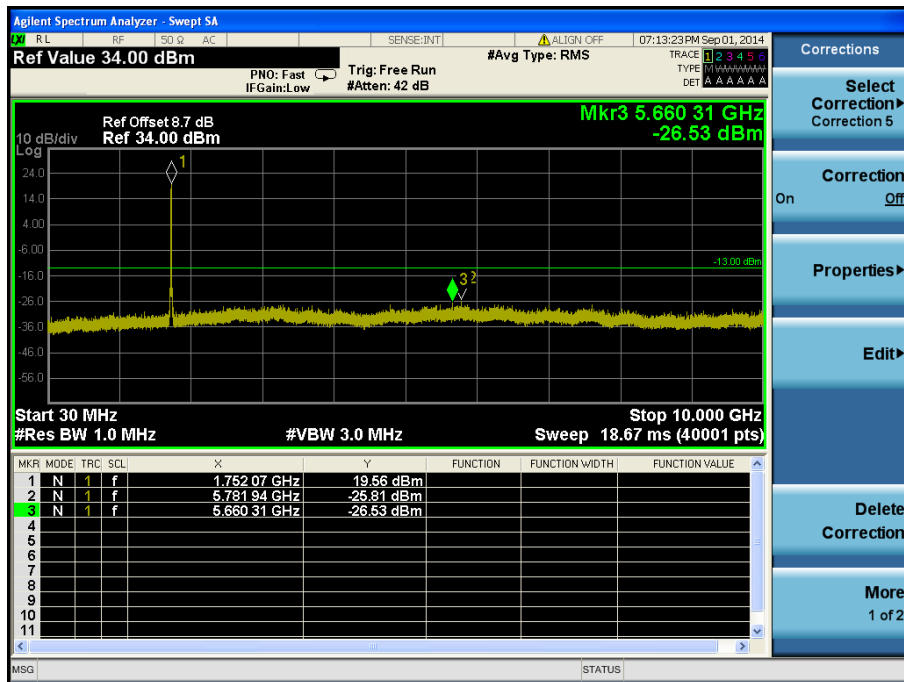 Agilent Spectrum Analyzer - Swept SA
LXI RL RF 50 Ω AC SENSE:INT ALIGN OFF 07:13:23 PM Sep 01, 2014
Ref Value 34.00 dBm #Avg Type: RMS TRACE 1 2 3 4 5 6
PNO: Fast Trig: Free Run TYPE M WWWWW
IFGain:Low #Atten: 42 dB DET A A A A A A
Mkr3 5.660 31 GHz
-26.53 dBm
Ref Offset 8.7 dB
10 dB/div Ref 34.00 dBm
Log
1
24.0
14.0
4.00
-6.00
-13.00 dBm
-16.0
3 2
-26.0
-36.0
-46.0
-56.0
Start 30 MHz Stop 10.000 GHz
#Res BW 1.0 MHz #VBW 3.0 MHz Sweep 18.67 ms (40001 pts)
MKR MODE TRC SCL X Y FUNCTION FUNCTION WIDTH FUNCTION VALUE
1 N 1 f 1.752 07 GHz 19.56 dBm
2 N 1 f 5.781 94 GHz -25.81 dBm
3 N 1 f 5.660 31 GHz -26.53 dBm
4
5
6
7
8
9
10
11
MSG STATUS
Corrections
Select
Correction
Correction 5
Correction
On Off
Properties
Edit
Delete
Correction
More
1 of 2